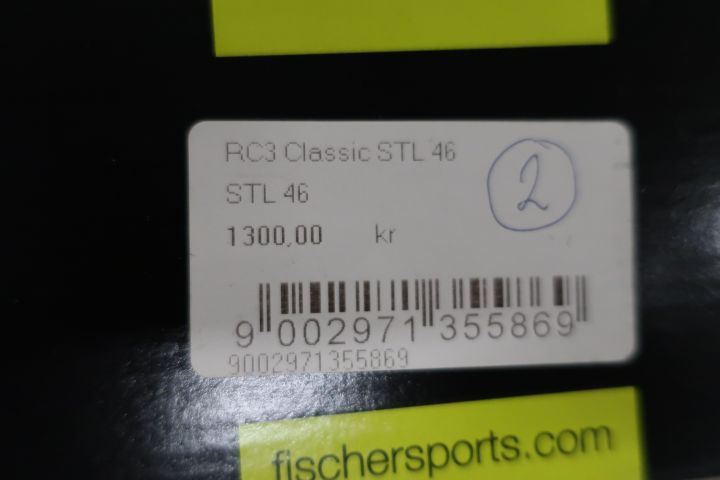 RC3 Classic STL 46
2
STL 46
1300,00 kr
9 002971 355869
9002971355869
fischersports.com